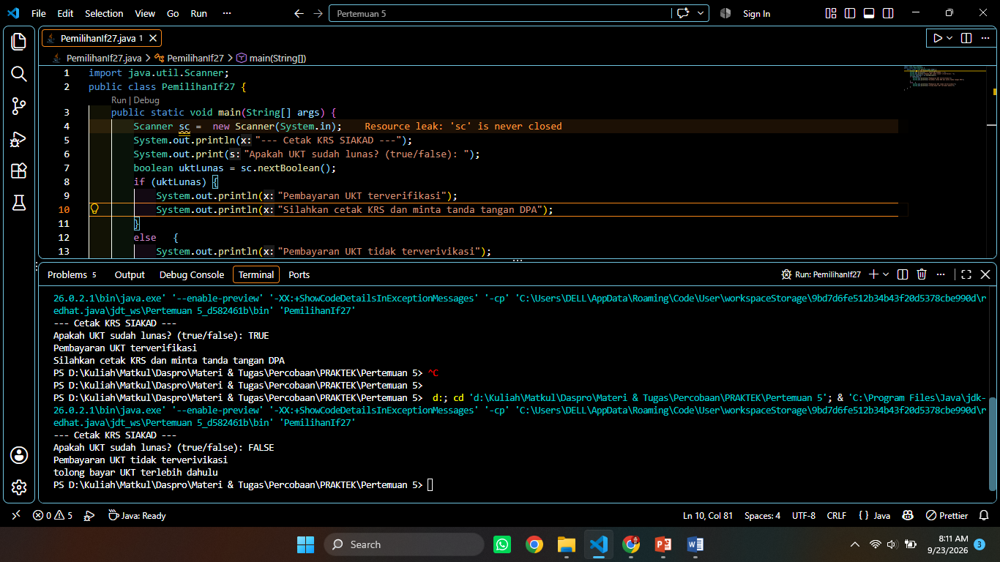 File Edit Selection View Go Run ··· Pertemuan 5 Sign In
PemilihanIf27.java 1
PemilihanIf27.java > PemilihanIf27 > main(String[])
1 import java.util.Scanner;
2 public class PemilihanIf27 {
Run | Debug
3 public static void main(String[] args) {
4 Scanner sc =  new Scanner(System.in); Resource leak: 'sc' is never closed
5 System.out.println(x: "--- Cetak KRS SIAKAD ---");
6 System.out.print(s: "Apakah UKT sudah lunas? (true/false): ");
7 boolean uktLunas = sc.nextBoolean();
8 if (uktLunas) {
9 System.out.println(x: "Pembayaran UKT terverifikasi");
10 System.out.println(x: "Silahkan cetak KRS dan minta tanda tangan DPA");
11 }
12 else   {
13 System.out.println(x: "Pembayaran UKT tidak terverivikasi");
Problems 5 Output Debug Console Terminal Ports Run: PemilihanIf27
26.0.2.1\bin\java.exe' '--enable-preview' '-XX:+ShowCodeDetailsInExceptionMessages' '-cp' 'C:\Users\DELL\AppData\Roaming\Code\User\workspaceStorage\9bd7d6fe512b34b43f20d5378cbe990d\r
edhat.java\jdt_ws\Pertemuan 5_d582461b\bin' 'PemilihanIf27'
--- Cetak KRS SIAKAD ---
Apakah UKT sudah lunas? (true/false): TRUE
Pembayaran UKT terverifikasi
Silahkan cetak KRS dan minta tanda tangan DPA
PS D:\Kuliah\Matkul\Daspro\Materi & Tugas\Percobaan\PRAKTEK\Pertemuan 5> ^C
PS D:\Kuliah\Matkul\Daspro\Materi & Tugas\Percobaan\PRAKTEK\Pertemuan 5>
PS D:\Kuliah\Matkul\Daspro\Materi & Tugas\Percobaan\PRAKTEK\Pertemuan 5>  d:; cd 'd:\Kuliah\Matkul\Daspro\Materi & Tugas\Percobaan\PRAKTEK\Pertemuan 5'; & 'C:\Program Files\Java\jdk-
26.0.2.1\bin\java.exe' '--enable-preview' '-XX:+ShowCodeDetailsInExceptionMessages' '-cp' 'C:\Users\DELL\AppData\Roaming\Code\User\workspaceStorage\9bd7d6fe512b34b43f20d5378cbe990d\r
edhat.java\jdt_ws\Pertemuan 5_d582461b\bin' 'PemilihanIf27'
--- Cetak KRS SIAKAD ---
Apakah UKT sudah lunas? (true/false): FALSE
Pembayaran UKT tidak terverivikasi
tolong bayar UKT terlebih dahulu
PS D:\Kuliah\Matkul\Daspro\Materi & Tugas\Percobaan\PRAKTEK\Pertemuan 5>
0 5 Java: Ready Ln 10, Col 81 Spaces: 4 UTF-8 CRLF { } Java Prettier
Search 8:11 AM
9/23/2026 3